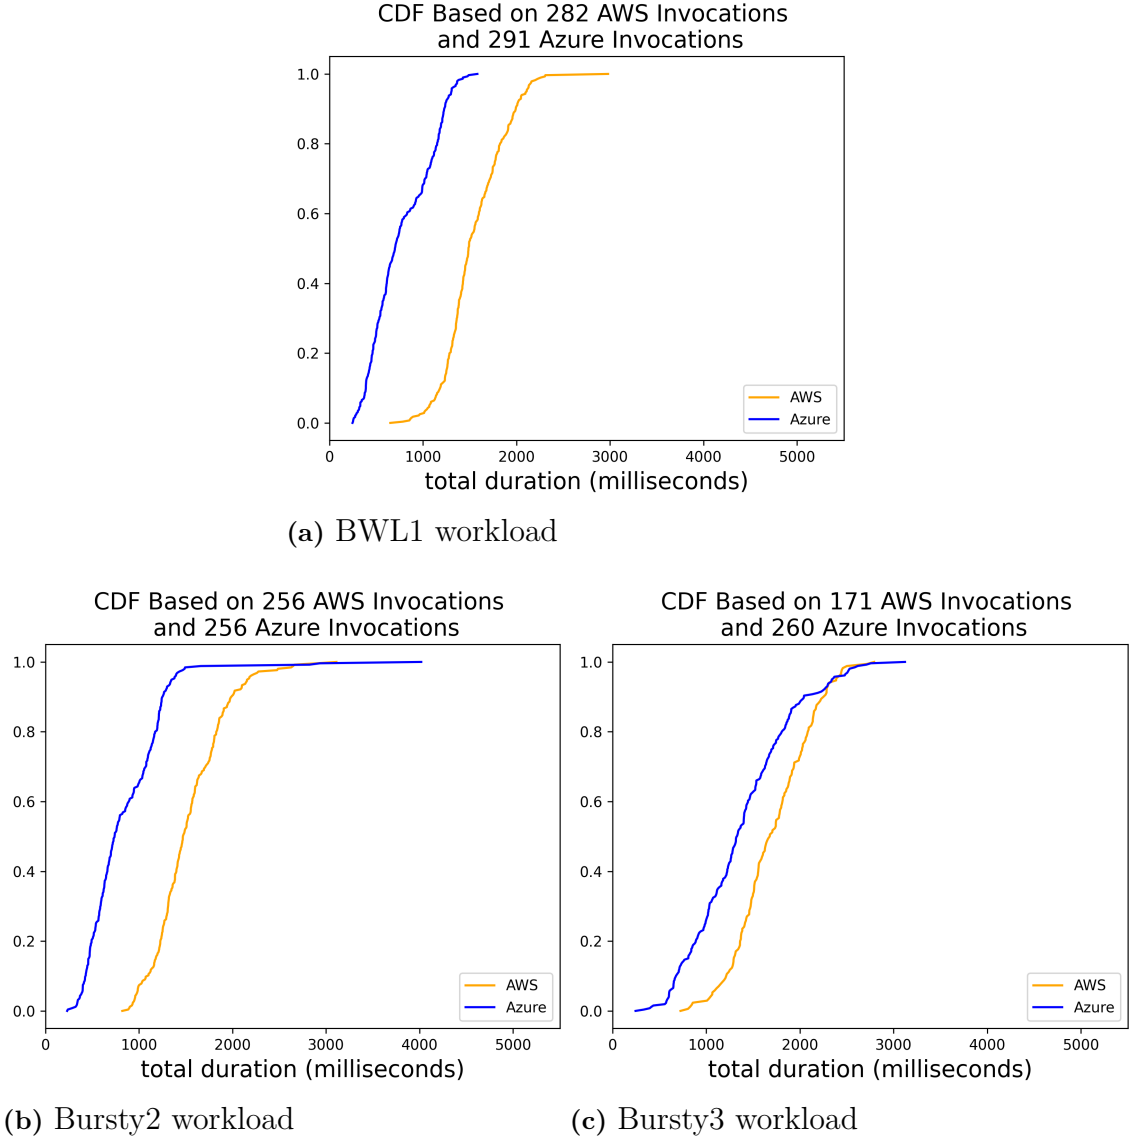 CDF Based on 282 AWS Invocations
and 291 Azure Invocations
1.0
0.8
0.6
0.4
0.2
0.0
AWS
Azure
0 1000 2000 3000 4000 5000
total duration (milliseconds)
(a) BWL1 workload
CDF Based on 256 AWS Invocations
and 256 Azure Invocations
1.0
0.8
0.6
0.4
0.2
0.0
AWS
Azure
0 1000 2000 3000 4000 5000
total duration (milliseconds)
(b) Bursty2 workload
CDF Based on 171 AWS Invocations
and 260 Azure Invocations
1.0
0.8
0.6
0.4
0.2
0.0
AWS
Azure
0 1000 2000 3000 4000 5000
total duration (milliseconds)
(c) Bursty3 workload